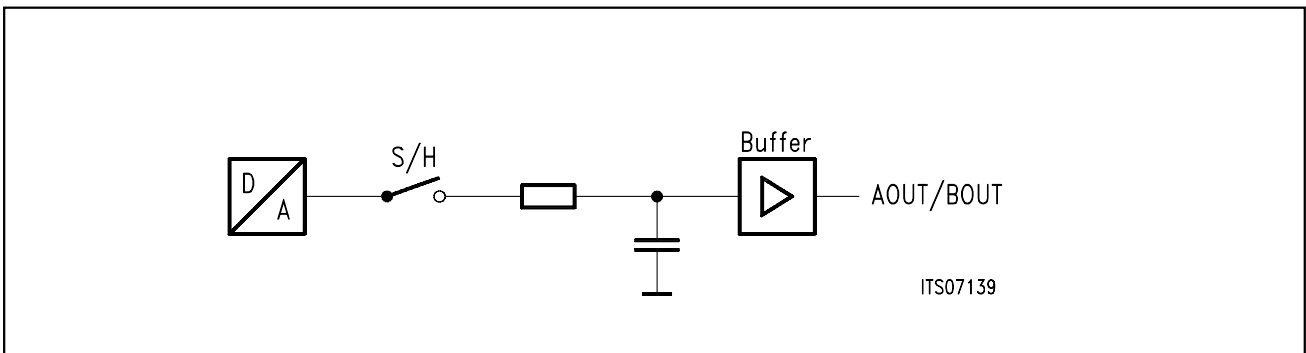 Buffer
S/H
D
A
AOUT/BOUT
ITS07139